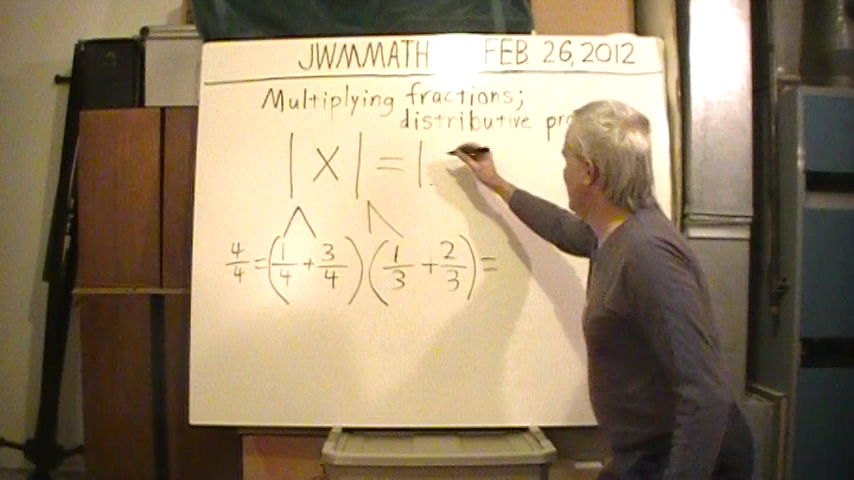 JWMMATH FEB 26, 2012
Multiplying fractions;
distributive
1 X 1 = 1.
4/4 = (1/4 + 3/4) (1/3 + 2/3) =